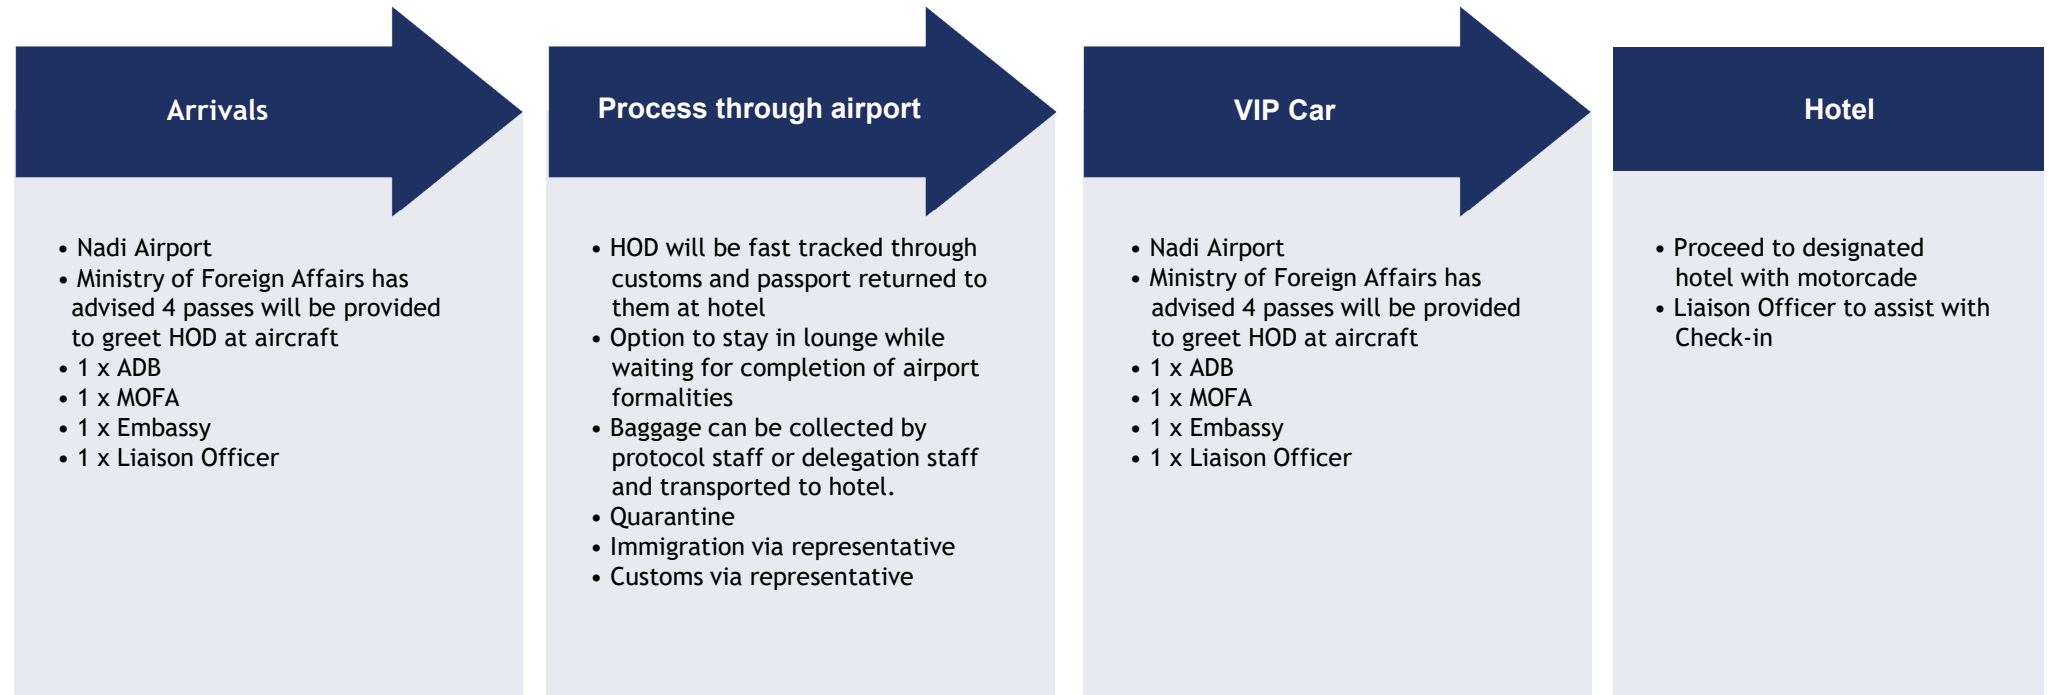 Arrivals
• Nadi Airport
• Ministry of Foreign Affairs has
advised 4 passes will be provided
to greet HOD at aircraft
• 1 x ADB
• 1 x MOFA
• 1 x Embassy
• 1 x Liaison Officer
Process through airport
• HOD will be fast tracked through
customs and passport returned to
them at hotel
• Option to stay in lounge while
waiting for completion of airport
formalities
• Baggage can be collected by
protocol staff or delegation staff
and transported to hotel.
• Quarantine
• Immigration via representative
• Customs via representative
VIP Car
• Nadi Airport
• Ministry of Foreign Affairs has
advised 4 passes will be provided
to greet HOD at aircraft
• 1 x ADB
• 1 x MOFA
• 1 x Embassy
• 1 x Liaison Officer
Hotel
• Proceed to designated
hotel with motorcade
• Liaison Officer to assist with
Check-in